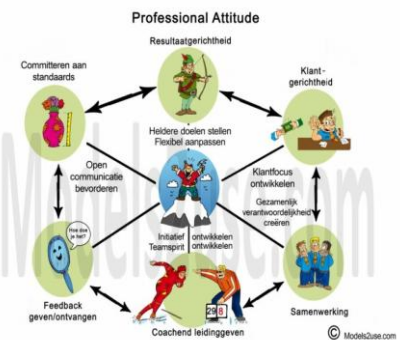 Professional Attitude
Resultaatgerichtheid
Committeren aan
standaards
Klant-
gerichtheid
Heldere doelen stellen
Flexibel aanpassen
Open
communicatie
bevorderen
Klantfocus
ontwikkelen
Gezamenlijk
verantwoordelijkheid
creëren
Hoe doe
je het?
Initiatief ontwikkelen
Teamspirit ontwikkelen
Feedback
geven/ontvangen
29 8
Samenwerking
Coachend leidinggeven
© Models2use.com
Models2use.com